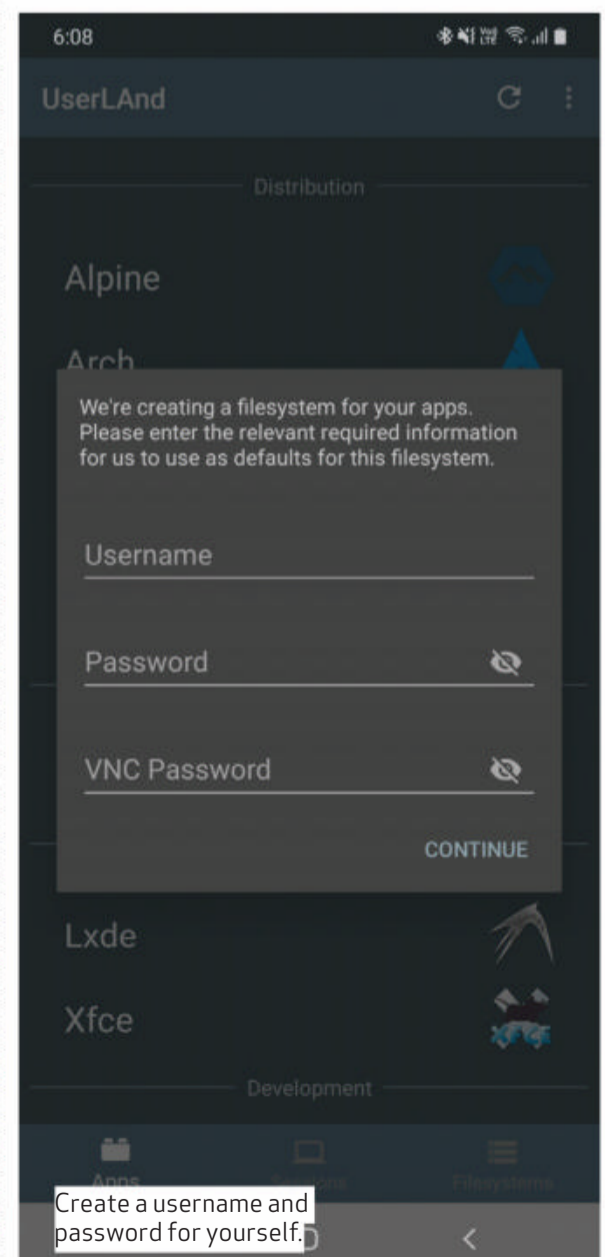 6:08
UserLAnd
Distribution
Alpine
Arch
We're creating a filesystem for your apps.
Please enter the relevant required information
for us to use as defaults for this filesystem.
Username
Password
VNC Password
CONTINUE
Lxde
Xfce
XFCE
Development
Apps
Sessions
Filesystems
Create a username and
password for yourself.